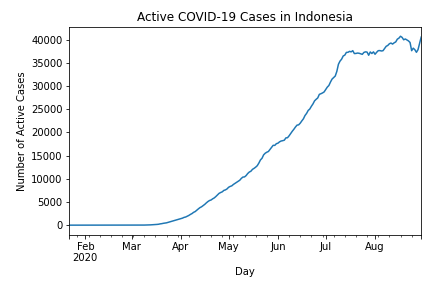 Active COVID-19 Cases in Indonesia
Number of Active Cases
40000
35000
30000
25000
20000
15000
10000
5000
0
Feb Mar Apr May Jun Jul Aug
2020
Day